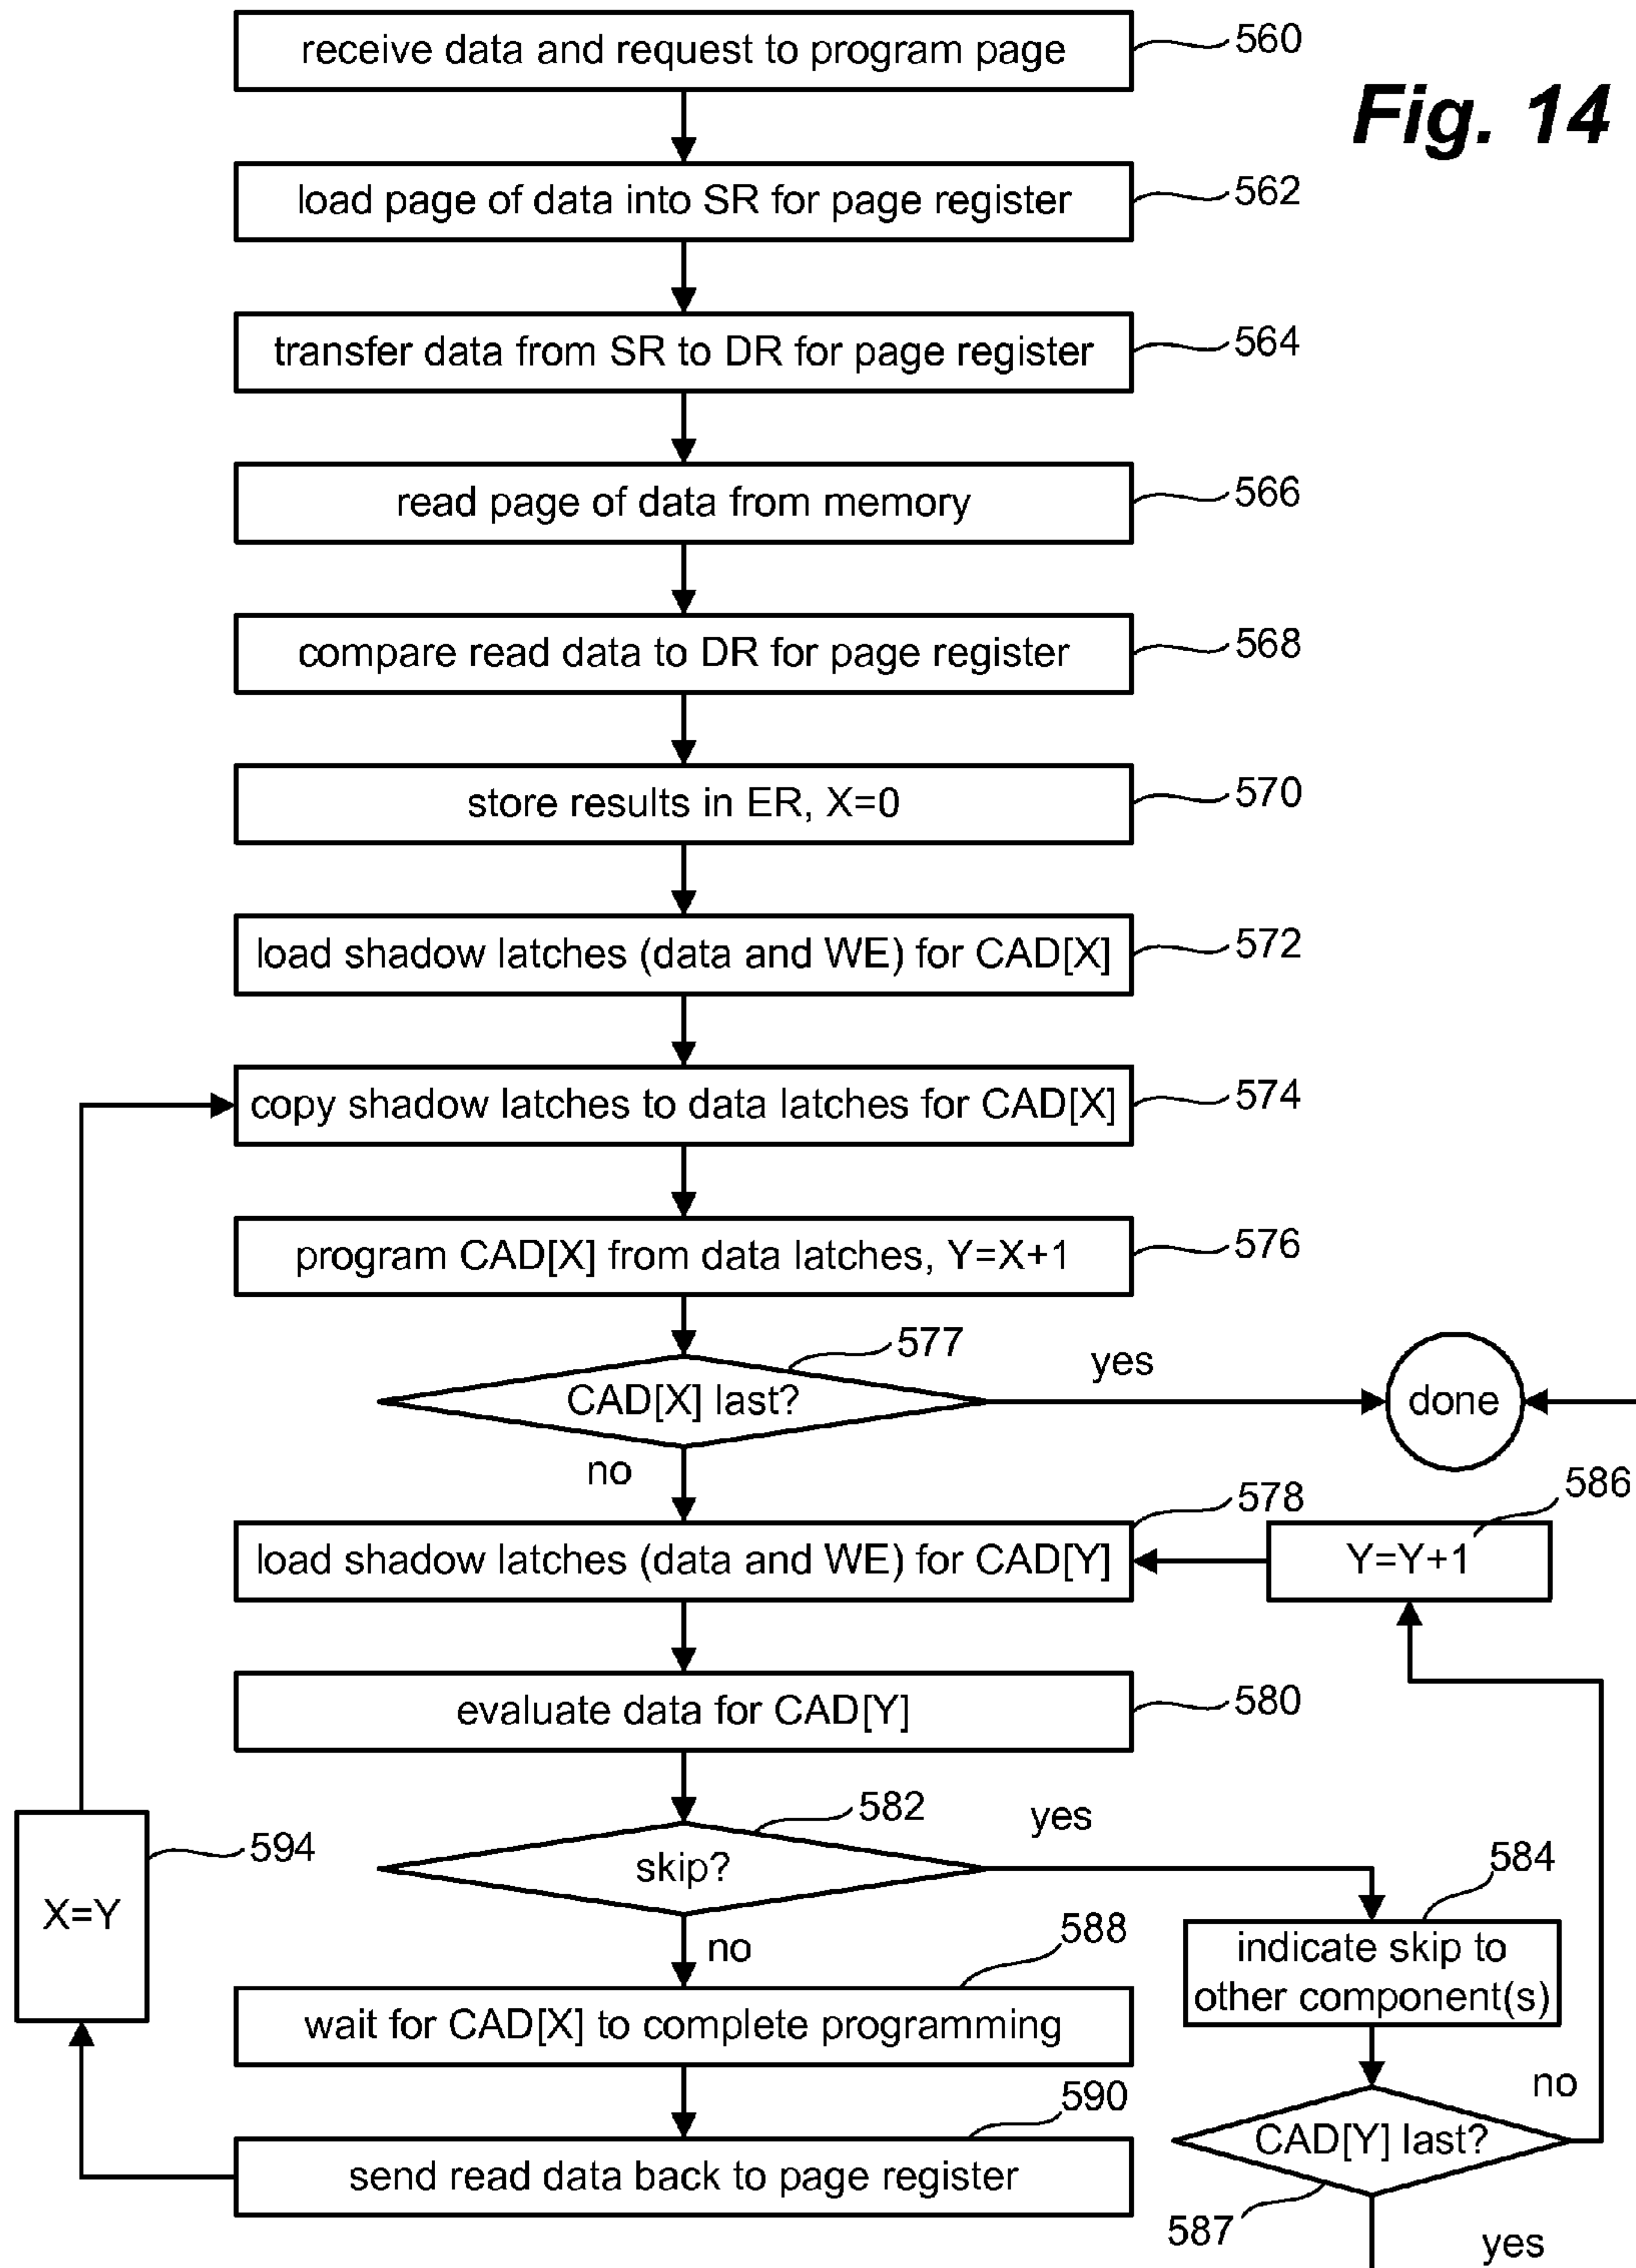 receive data and request to program page
560
Fig. 14
load page of data into SR for page register
562
transfer data from SR to DR for page register
564
read page of data from memory
566
compare read data to DR for page register
568
store results in ER, X=0
570
load shadow latches (data and WE) for CAD[X]
572
copy shadow latches to data latches for CAD[X]
574
program CAD[X] from data latches, Y=X+1
576
577
CAD[X] last?
yes
done
no
578
586
load shadow latches (data and WE) for CAD[Y]
Y=Y+1
evaluate data for CAD[Y]
580
582
yes
skip?
594
X=Y
584
indicate skip to
other component(s)
no
588
wait for CAD[X] to complete programming
590
send read data back to page register
no
CAD[Y] last?
587
yes